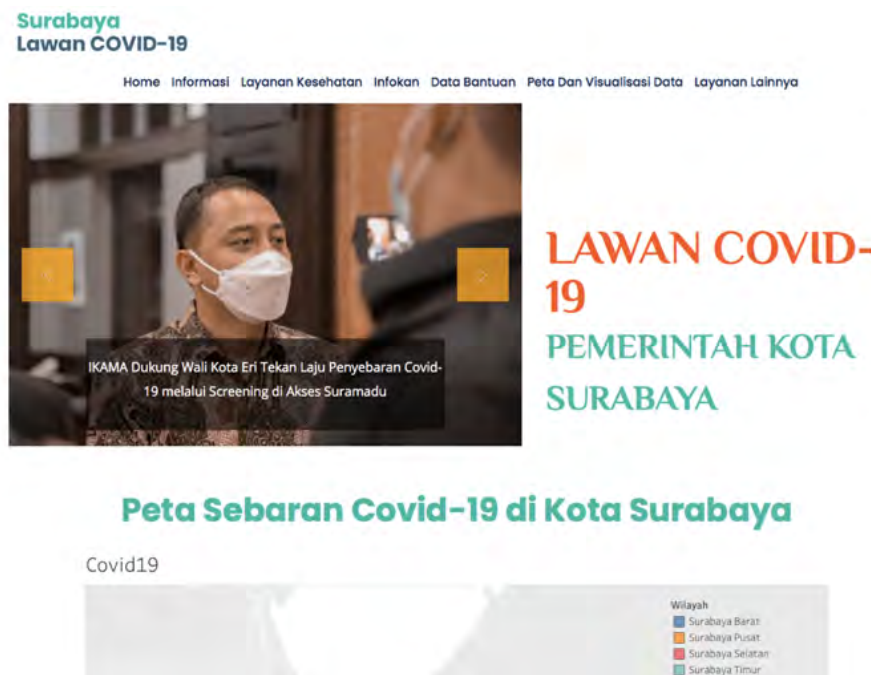 Surabaya
Lawan COVID-19
Home Informasi Layanan Kesehatan Infokan Data Bantuan Peta Dan Visualisasi Data Layanan Lainnya
IKAMA Dukung Wali Kota Eri Tekan Laju Penyebaran Covid-
19 melalui Screening di Akses Suramadu
LAWAN COVID-
19
PEMERINTAH KOTA
SURABAYA
Peta Sebaran Covid-19 di Kota Surabaya
Covid19
Wilayah
Surabaya Barat
Surabaya Pusat
Surabaya Selatan
Surabaya Timur